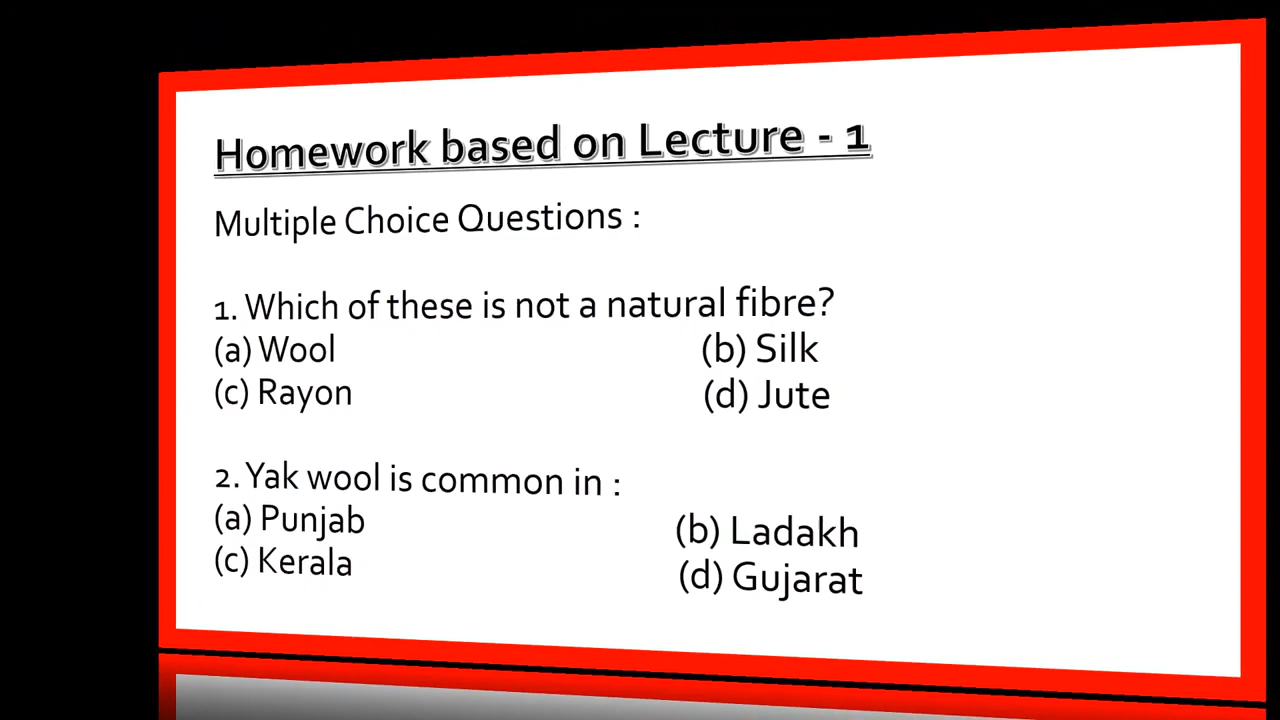 Homework based on Lecture - 1
Multiple Choice Questions :
1. Which of these is not a natural fibre?
(a) Wool (b) Silk
(c) Rayon (d) Jute
2. Yak wool is common in :
(a) Punjab (b) Ladakh
(c) Kerala (d) Gujarat